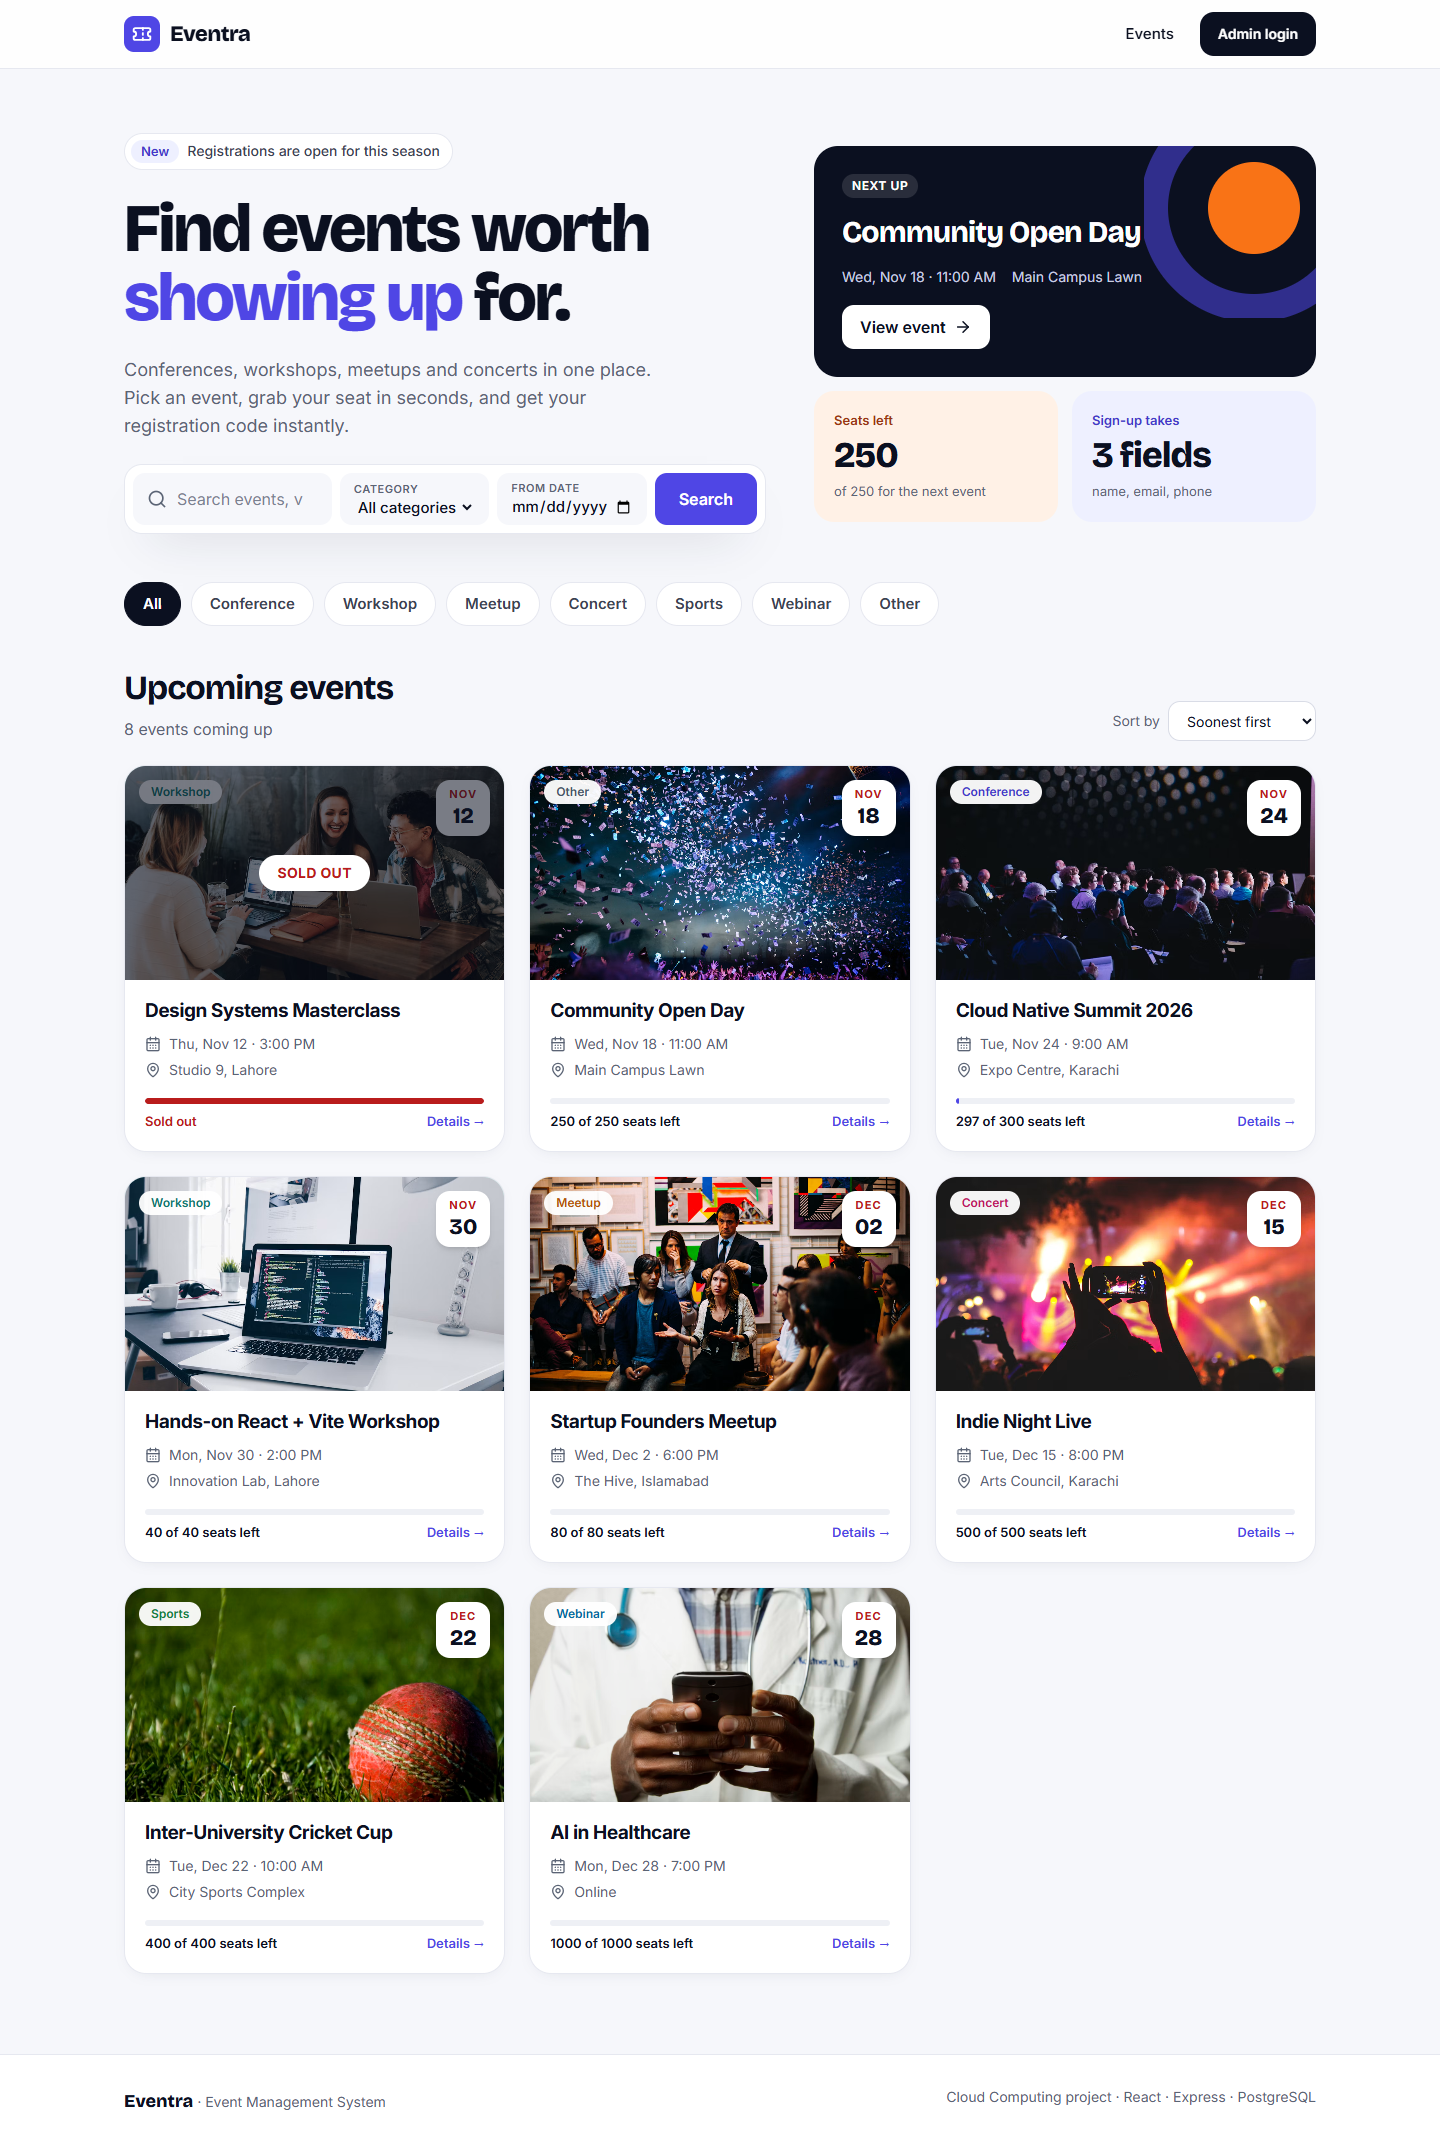 Eventra
Events
Admin login
New
Registrations are open for this season
Find events worth
showing up for.
Conferences, workshops, meetups and concerts in one place.
Pick an event, grab your seat in seconds, and get your
registration code instantly.
Search events, v
CATEGORY
All categories
FROM DATE
mm/dd/yyyy
Search
NEXT UP
Community Open Day
Wed, Nov 18 · 11:00 AM Main Campus Lawn
View event →
Seats left
250
of 250 for the next event
Sign-up takes
3 fields
name, email, phone
All
Conference
Workshop
Meetup
Concert
Sports
Webinar
Other
Upcoming events
8 events coming up
Sort by
Soonest first
Workshop
NOV
12
SOLD OUT
Design Systems Masterclass
Thu, Nov 12 · 3:00 PM
Studio 9, Lahore
Sold out
Details →
Other
NOV
18
Community Open Day
Wed, Nov 18 · 11:00 AM
Main Campus Lawn
250 of 250 seats left
Details →
Conference
NOV
24
Cloud Native Summit 2026
Tue, Nov 24 · 9:00 AM
Expo Centre, Karachi
297 of 300 seats left
Details →
Workshop
NOV
30
Hands-on React + Vite Workshop
Mon, Nov 30 · 2:00 PM
Innovation Lab, Lahore
40 of 40 seats left
Details →
Meetup
DEC
02
Startup Founders Meetup
Wed, Dec 2 · 6:00 PM
The Hive, Islamabad
80 of 80 seats left
Details →
Concert
DEC
15
Indie Night Live
Tue, Dec 15 · 8:00 PM
Arts Council, Karachi
500 of 500 seats left
Details →
Sports
DEC
22
Inter-University Cricket Cup
Tue, Dec 22 · 10:00 AM
City Sports Complex
400 of 400 seats left
Details →
Webinar
DEC
28
AI in Healthcare
Mon, Dec 28 · 7:00 PM
Online
1000 of 1000 seats left
Details →
Eventra · Event Management System
Cloud Computing project · React · Express · PostgreSQL